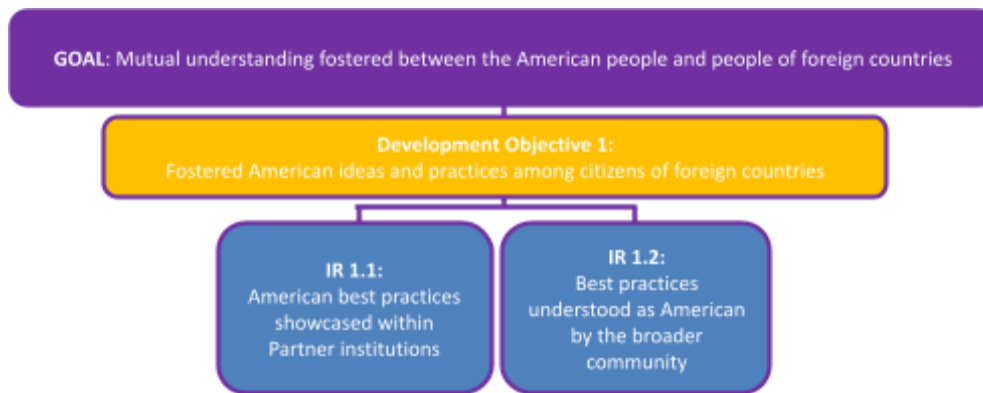 GOAL: Mutual understanding fostered between the American people and people of foreign countries
Development Objective 1:
Fostered American ideas and practices among citizens of foreign countries
IR 1.1:
American best practices
showcased within
Partner institutions
IR 1.2:
Best practices
understood as American
by the broader
community